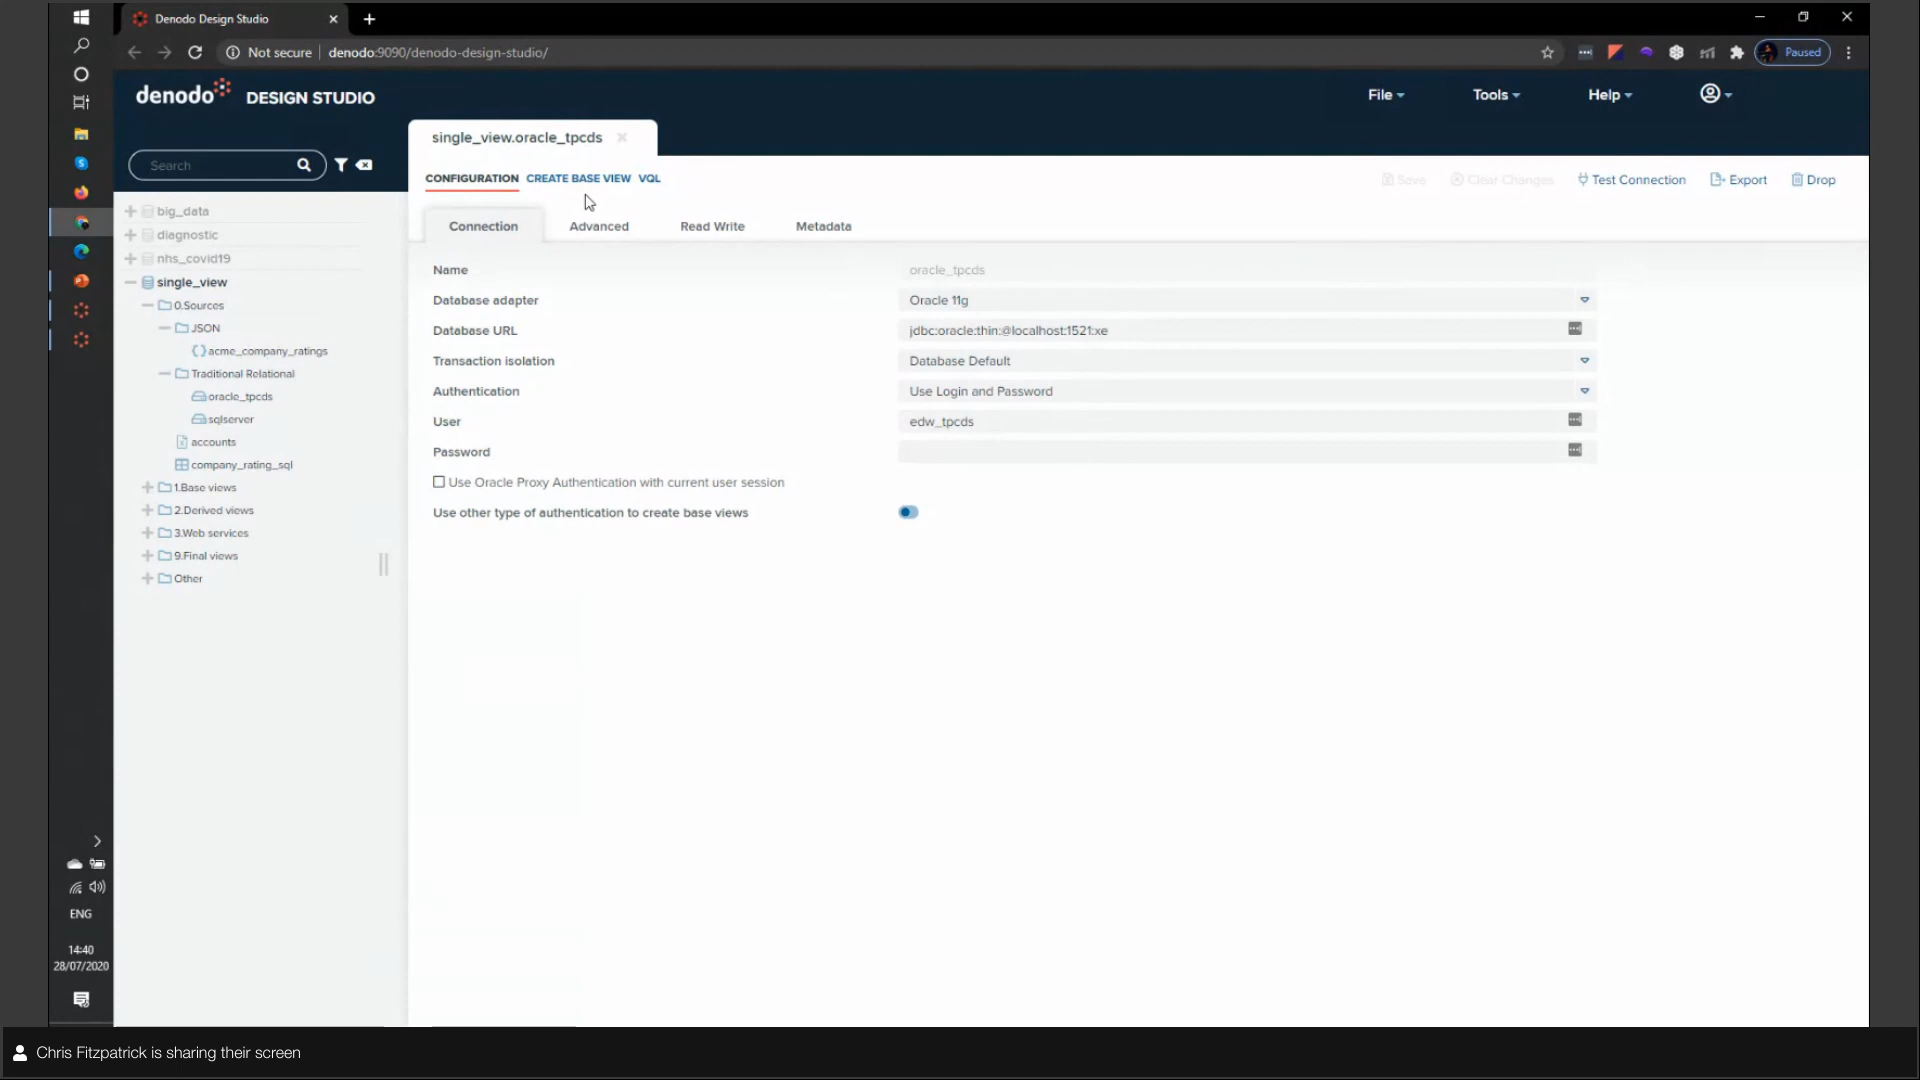 Denodo Design Studio
Not secure
denodo:9090/denodo-design-studio/
Paused
denodo DESIGN STUDIO
File
Tools
Help
single_view.oracle_tpcds
Search
CONFIGURATION
CREATE BASE VIEW
VQL
Save
Clear Changes
Test Connection
Export
Drop
Connection
Advanced
Read Write
Metadata
big_data
diagnostic
nhs_covid19
single_view
0.Sources
JSON
acme_company_ratings
Traditional Relational
oracle_tpcds
sqlserver
accounts
company_rating_sql
1.Base views
2.Derived views
3.Web services
9.Final views
Other
Name
oracle_tpcds
Database adapter
Oracle 11g
Database URL
jdbc:oracle:thin:@localhost:1521:xe
Transaction isolation
Database Default
Authentication
Use Login and Password
User
edw_tpcds
Password
Use Oracle Proxy Authentication with current user session
Use other type of authentication to create base views
ENG
14:40
28/07/2020
Chris Fitzpatrick is sharing their screen